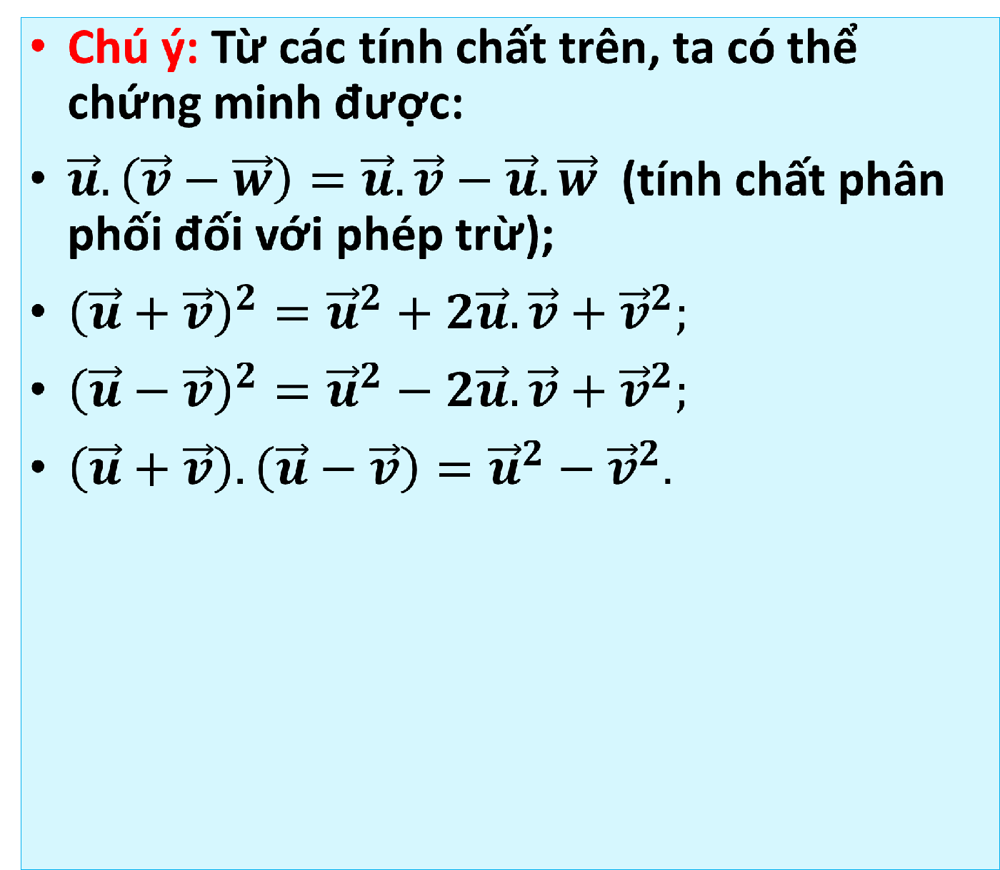 • Chú ý: Từ các tính chất trên, ta có thể
chứng minh được:
• $\vec{u}.(\vec{v} - \vec{w}) = \vec{u}.\vec{v} - \vec{u}.\vec{w}$ (tính chất phân
phối đối với phép trừ);
• $(\vec{u} + \vec{v})^2 = \vec{u}^2 + 2\vec{u}.\vec{v} + \vec{v}^2$;
• $(\vec{u} - \vec{v})^2 = \vec{u}^2 - 2\vec{u}.\vec{v} + \vec{v}^2$;
• $(\vec{u} + \vec{v}).(\vec{u} - \vec{v}) = \vec{u}^2 - \vec{v}^2$.